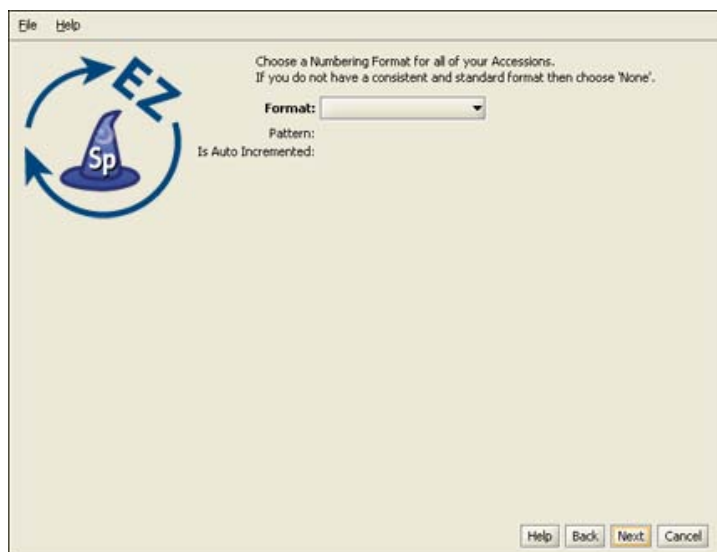 File Help
EZ
Sp
Choose a Numbering Format for all of your Accessions.
If you do not have a consistent and standard format then choose 'None'.
Format:
Pattern:
Is Auto Incremented:
Help Back Next Cancel